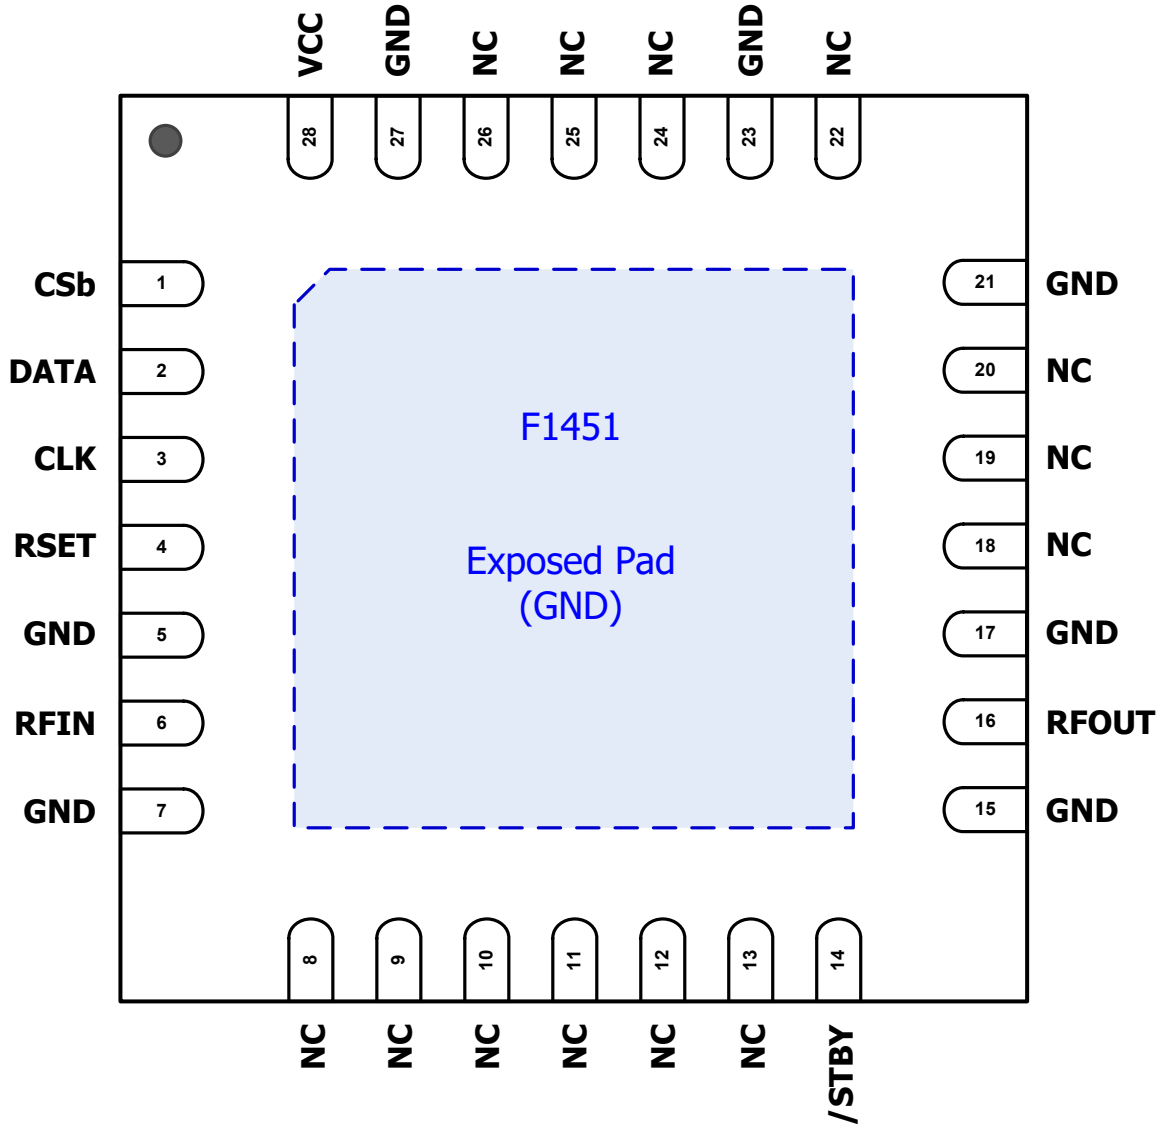 VCC
GND
NC
NC
NC
GND
NC
28
27
26
25
24
23
22
CSb 1
DATA 2
CLK 3
RSET 4
GND 5
RFIN 6
GND 7
F1451
Exposed Pad
(GND)
21 GND
20 NC
19 NC
18 NC
17 GND
16 RFOUT
15 GND
8
9
10
11
12
13
14
NC
NC
NC
NC
NC
NC
/STBY